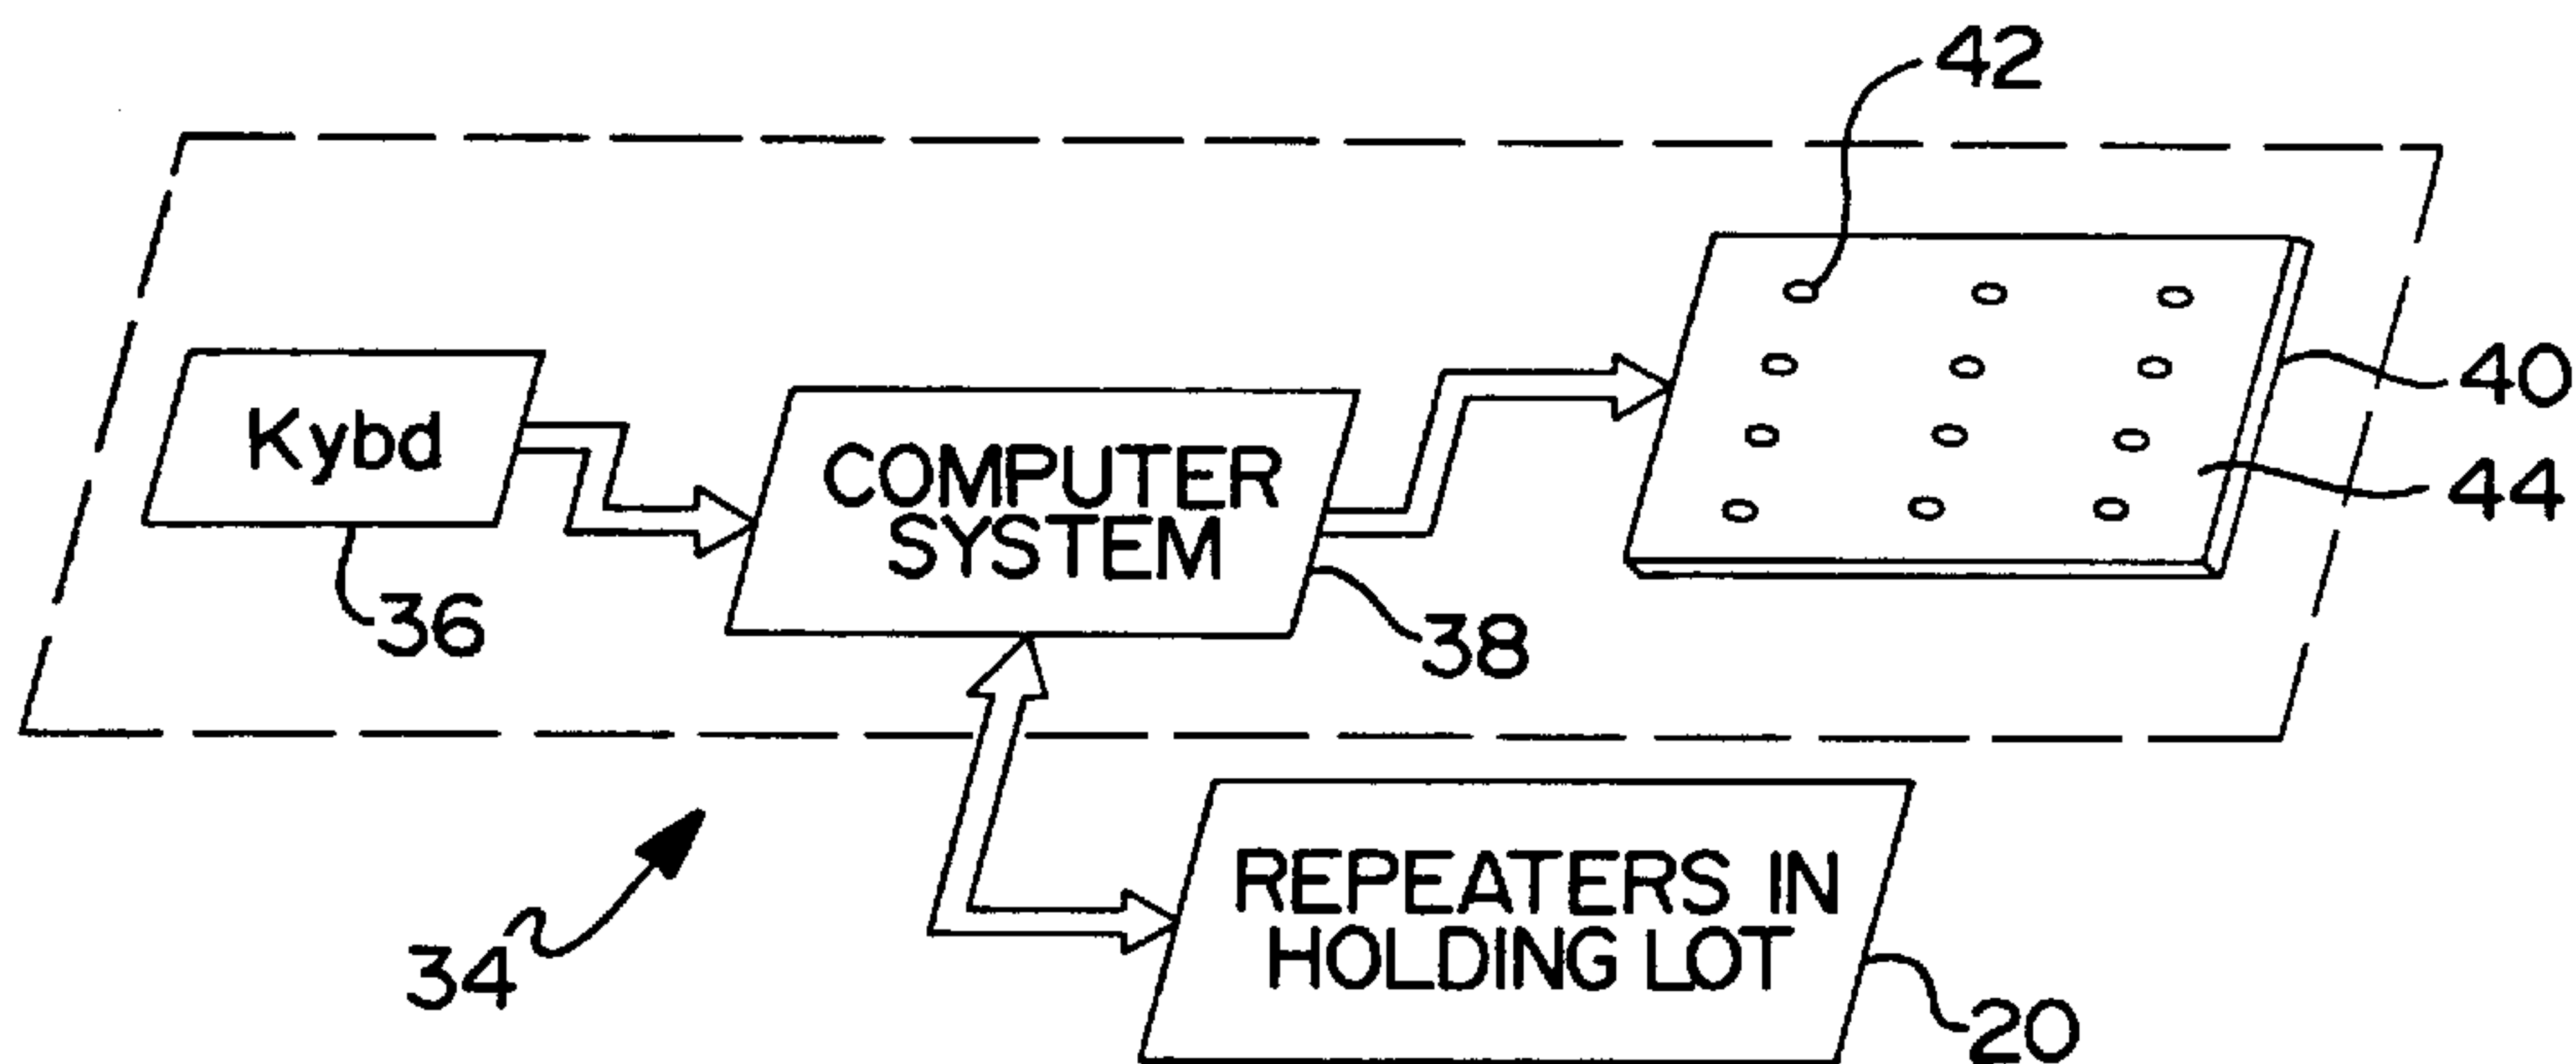 42
Kybd
COMPUTER
SYSTEM
40
44
36
38
34
REPEATERS IN
HOLDING LOT
20